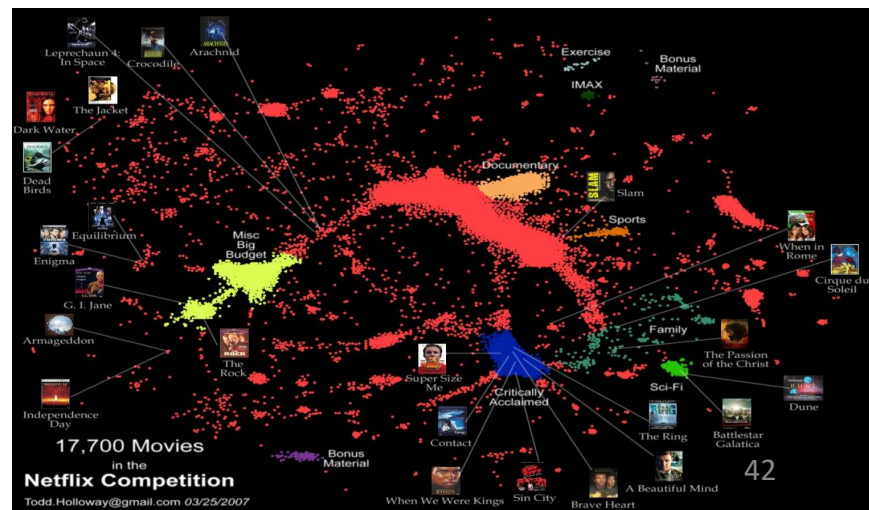 Leprechaun 4:
In Space
Crocodile
Arachnid
ARACHNID
Exercise
Bonus
Material
IMAX
The Jacket
Dark Water
Dead
Birds
Documentary
SLAM
Slam
Sports
Equilibrium
Enigma
Misc
Big
Budget
When in
Rome
Cirque du
Soleil
G. I. Jane
Armageddon
The
Rock
ROCK
Family
The Passion
of the Christ
Super Size
Me
Sci-Fi
Critically
Acclaimed
Dune
Independence
Day
Contact
RING
The Ring
Battlestar
Galatica
17,700 Movies
in the
Netflix Competition
Todd.Holloway@gmail.com 03/25/2007
Bonus
Material
When We Were Kings
Sin City
Brave Heart
A Beautiful Mind
42